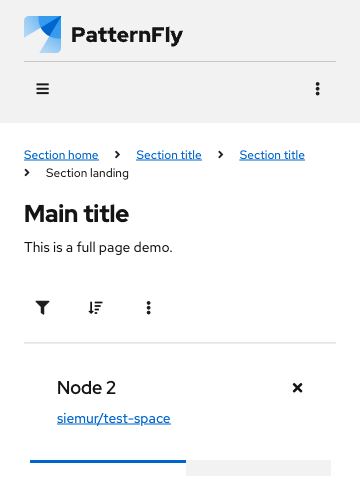 PatternFly
Section home
Section title
Section title
Section landing
Main title
This is a full page demo.
Node 2
siemur/test-space